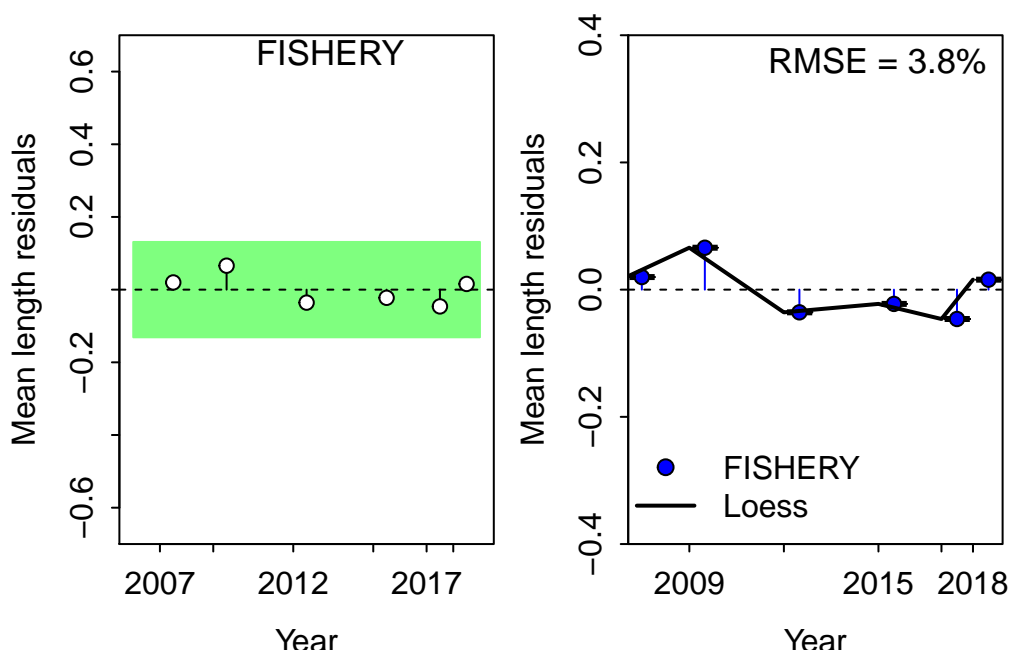 FISHERY
Mean length residuals
0.6
0.4
0.2
0.0
−0.2
−0.6
2007
2012
2017
Year
RMSE = 3.8%
Mean length residuals
0.4
0.2
0.0
−0.2
−0.4
FISHERY
Loess
2009
2015
2018
Year